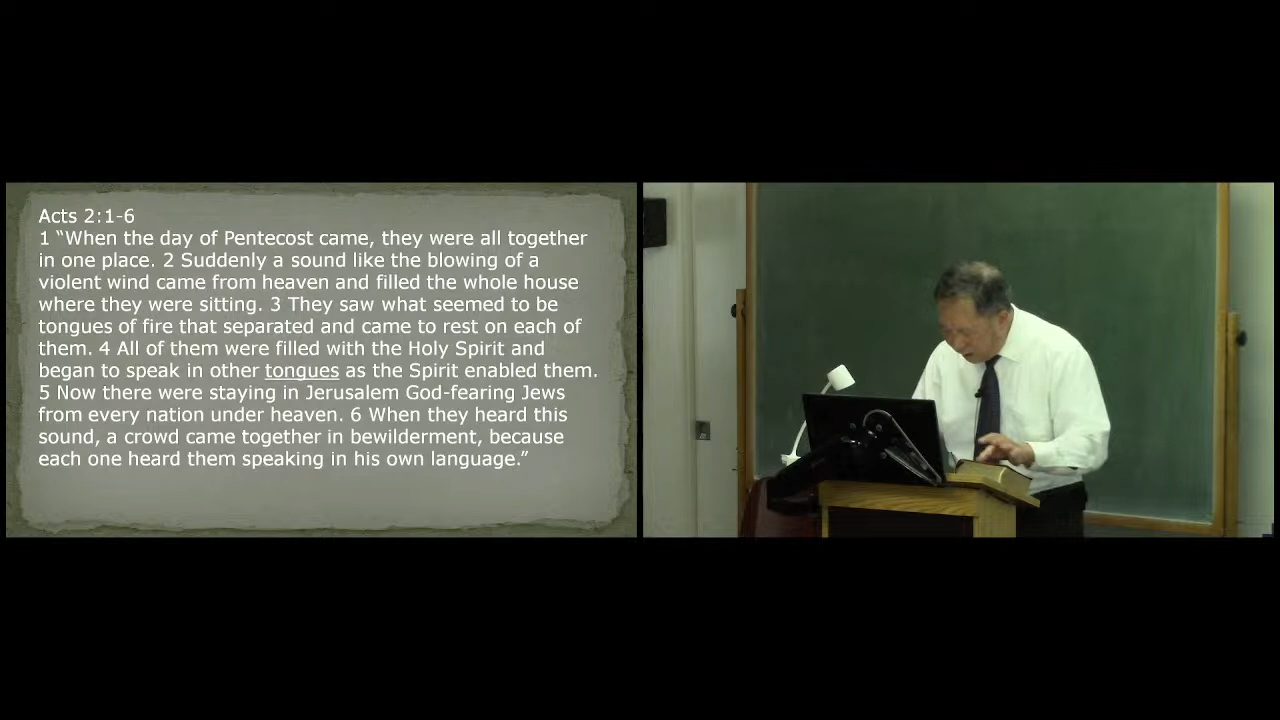 Acts 2:1-6
1 “When the day of Pentecost came, they were all together
in one place. 2 Suddenly a sound like the blowing of a
violent wind came from heaven and filled the whole house
where they were sitting. 3 They saw what seemed to be
tongues of fire that separated and came to rest on each of
them. 4 All of them were filled with the Holy Spirit and
began to speak in other tongues as the Spirit enabled them.
5 Now there were staying in Jerusalem God-fearing Jews
from every nation under heaven. 6 When they heard this
sound, a crowd came together in bewilderment, because
each one heard them speaking in his own language.”